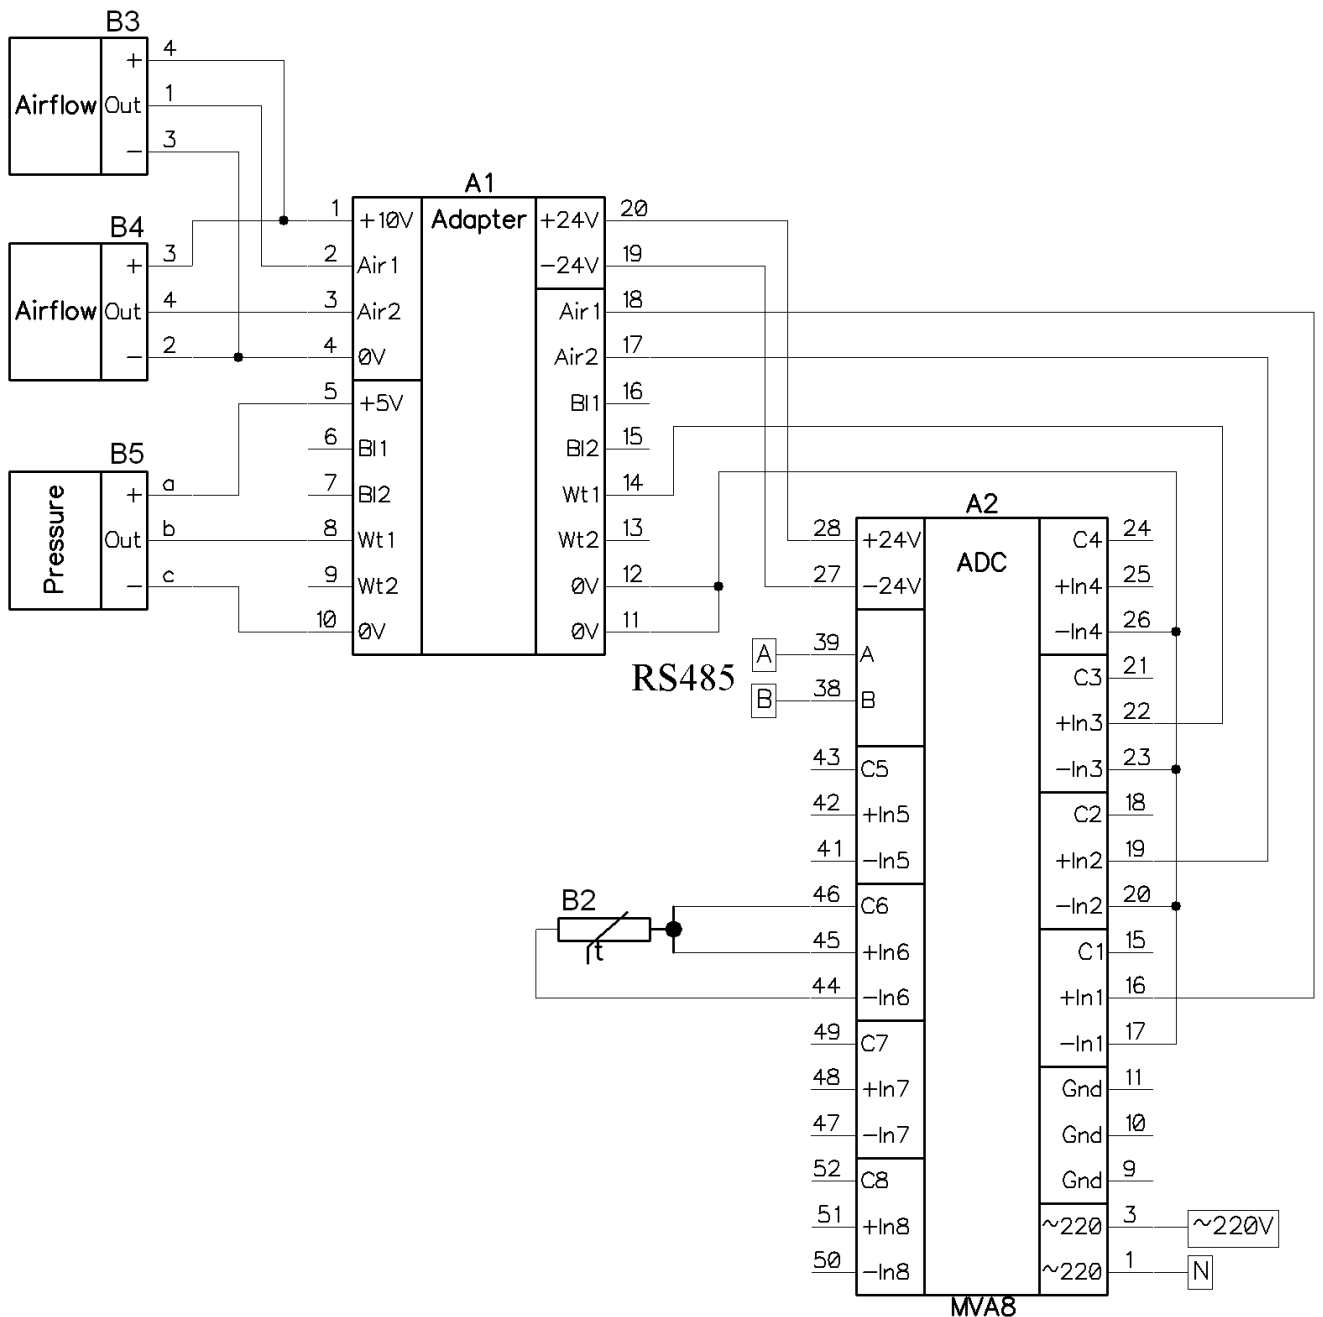 B3
+ 4
Airflow Out 1
− 3
B4
+ 3
Airflow Out 4
− 2
B5
+ a
Pressure Out b
− c
A1
Adapter
1 +10V
2 Air1
3 Air2
4 0V
5 +5V
6 Bl1
7 Bl2
8 Wt1
9 Wt2
10 0V
+24V 20
−24V 19
Air1 18
Air2 17
Bl1 16
Bl2 15
Wt1 14
Wt2 13
0V 12
0V 11
RS485
A
B
B2
t
A2
ADC
28 +24V
27 −24V
39 A
38 B
43 C5
42 +In5
41 −In5
46 C6
45 +In6
44 −In6
49 C7
48 +In7
47 −In7
52 C8
51 +In8
50 −In8
C4 24
+In4 25
−In4 26
C3 21
+In3 22
−In3 23
C2 18
+In2 19
−In2 20
C1 15
+In1 16
−In1 17
Gnd 11
Gnd 10
Gnd 9
~220 3 ~220V
~220 1 N
MVA8